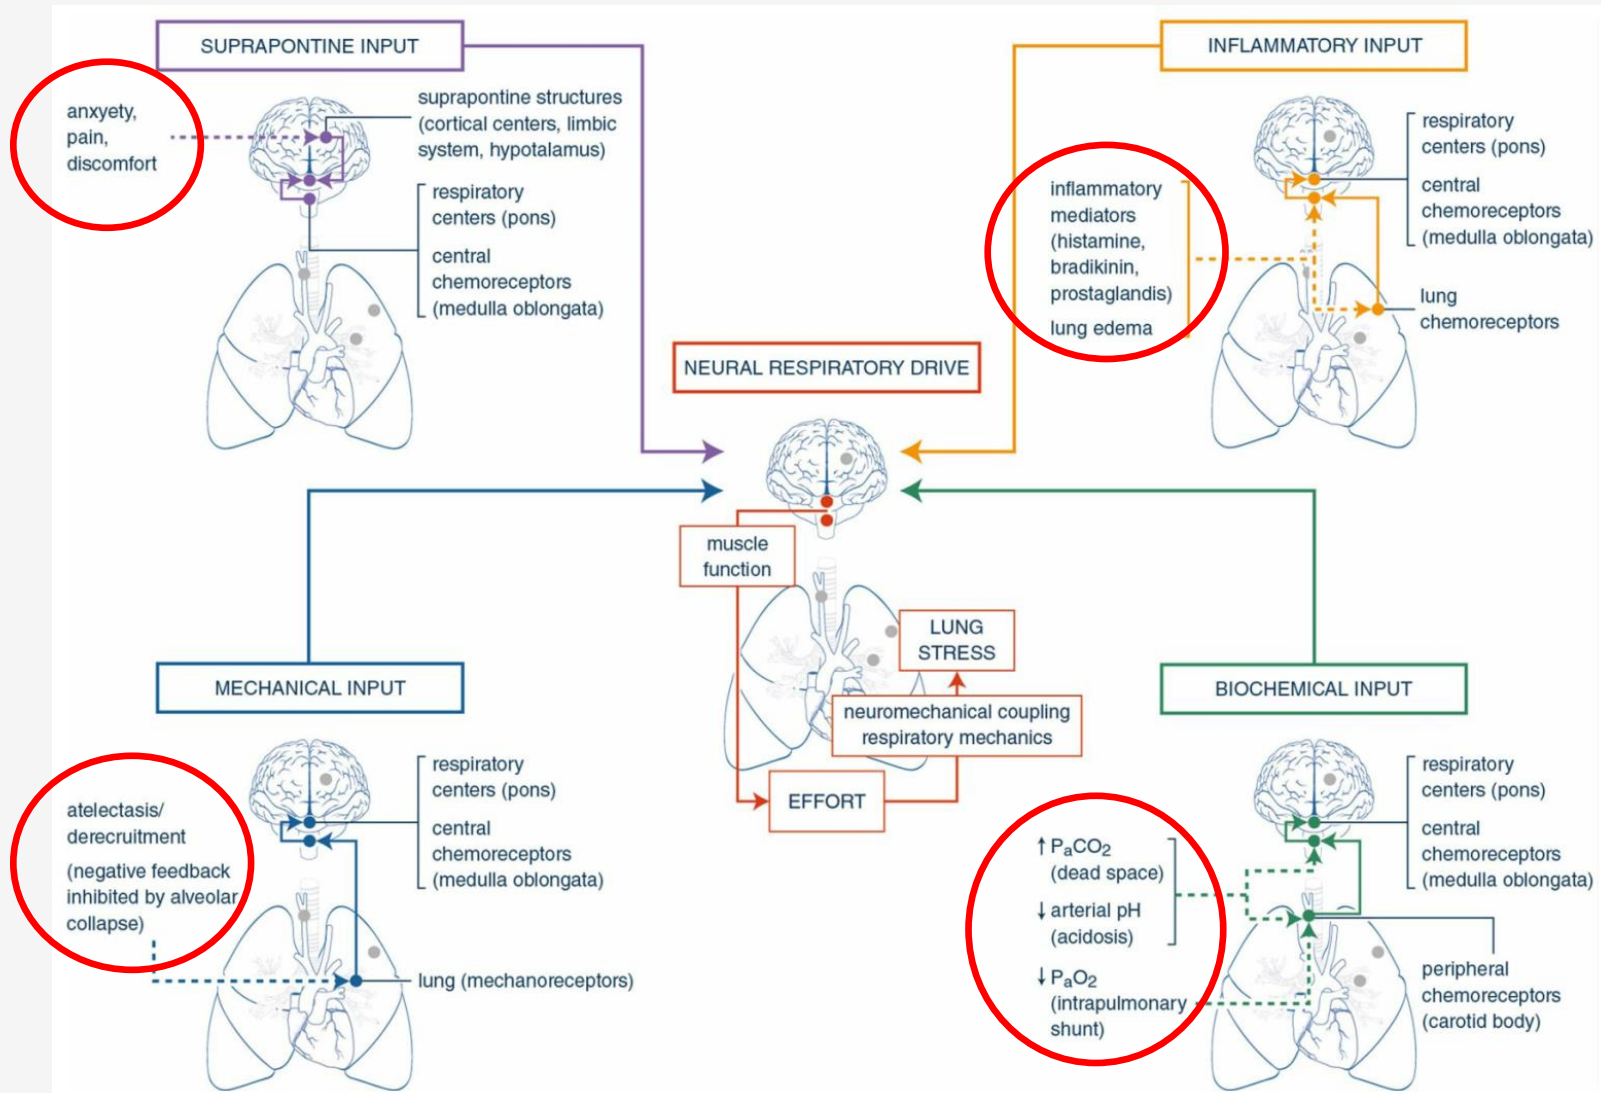 SUPRAPONTINE INPUT
anxyety,
pain,
discomfort
suprapontine structures
(cortical centers, limbic
system, hypotalamus)
respiratory
centers (pons)
central
chemoreceptors
(medulla oblongata)
INFLAMMATORY INPUT
inflammatory
mediators
(histamine,
bradikinin,
prostaglandis)
lung edema
respiratory
centers (pons)
central
chemoreceptors
(medulla oblongata)
lung
chemoreceptors
NEURAL RESPIRATORY DRIVE
muscle
function
LUNG
STRESS
neuromechanical coupling
respiratory mechanics
EFFORT
MECHANICAL INPUT
atelectasis/
derecruitment
(negative feedback
inhibited by alveolar
collapse)
respiratory
centers (pons)
central
chemoreceptors
(medulla oblongata)
lung (mechanoreceptors)
BIOCHEMICAL INPUT
↑ PaCO2
(dead space)
↓ arterial pH
(acidosis)
↓ PaO2
(intrapulmonary
shunt)
respiratory
centers (pons)
central
chemoreceptors
(medulla oblongata)
peripheral
chemoreceptors
(carotid body)